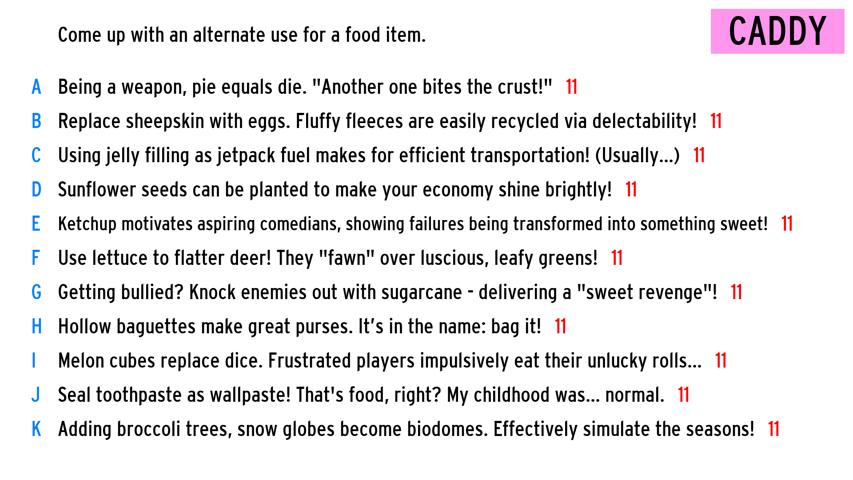 Come up with an alternate use for a food item.
CADDY
A Being a weapon, pie equals die. "Another one bites the crust!" 11
B Replace sheepskin with eggs. Fluffy fleeces are easily recycled via delectability! 11
C Using jelly filling as jetpack fuel makes for efficient transportation! (Usually...) 11
D Sunflower seeds can be planted to make your economy shine brightly! 11
E Ketchup motivates aspiring comedians, showing failures being transformed into something sweet! 11
F Use lettuce to flatter deer! They "fawn" over luscious, leafy greens! 11
G Getting bullied? Knock enemies out with sugarcane - delivering a "sweet revenge"! 11
H Hollow baguettes make great purses. It’s in the name: bag it! 11
I Melon cubes replace dice. Frustrated players impulsively eat their unlucky rolls... 11
J Seal toothpaste as wallpaste! That's food, right? My childhood was... normal. 11
K Adding broccoli trees, snow globes become biodomes. Effectively simulate the seasons! 11